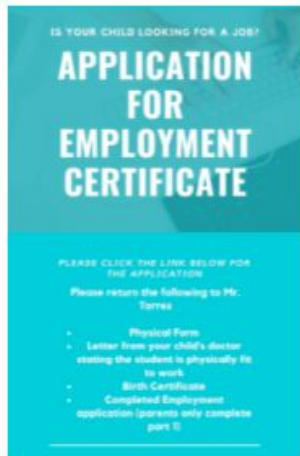 IS YOUR CHILD LOOKING FOR A JOB?
APPLICATION
FOR
EMPLOYMENT
CERTIFICATE
PLEASE CLICK THE LINK BELOW FOR
THE APPLICATION
Please return the following to Mr.
Torres
• Physical Form
• Letter from your child's doctor
stating the student is physically fit
to work
• Birth Certificate
• Completed Employment
application (parents only complete
part 1)